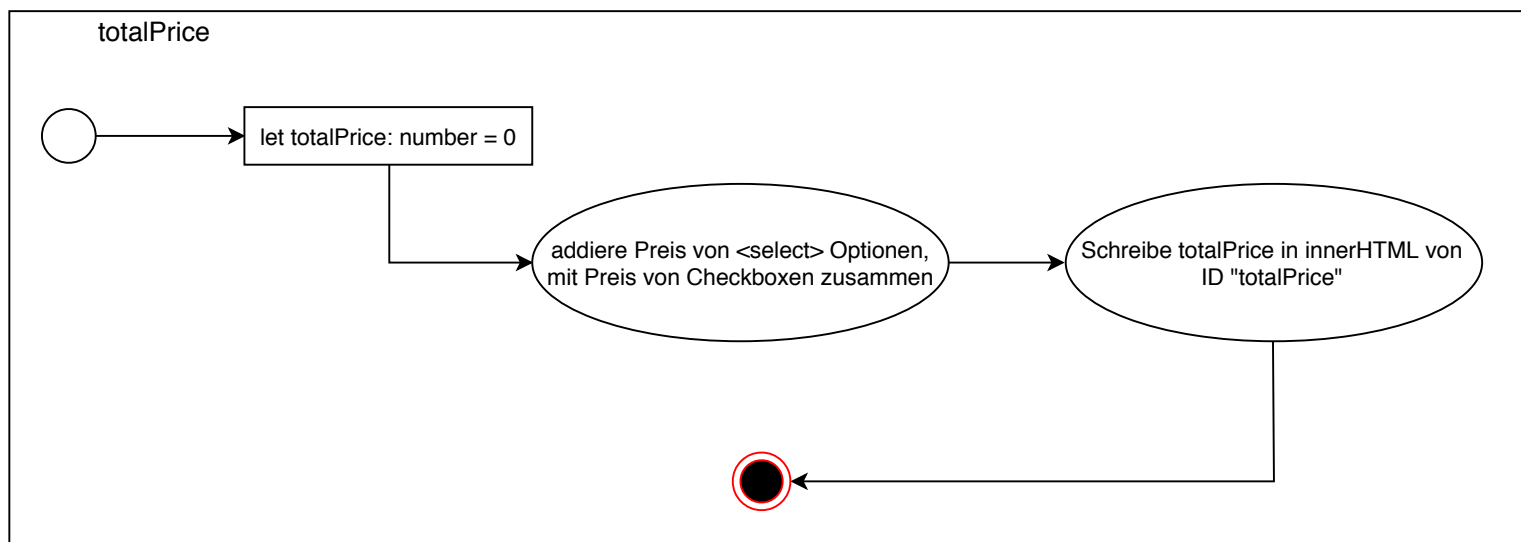 totalPrice
let totalPrice: number = 0
addiere Preis von <select> Optionen,
mit Preis von Checkboxen zusammen
Schreibe totalPrice in innerHTML von
ID "totalPrice"